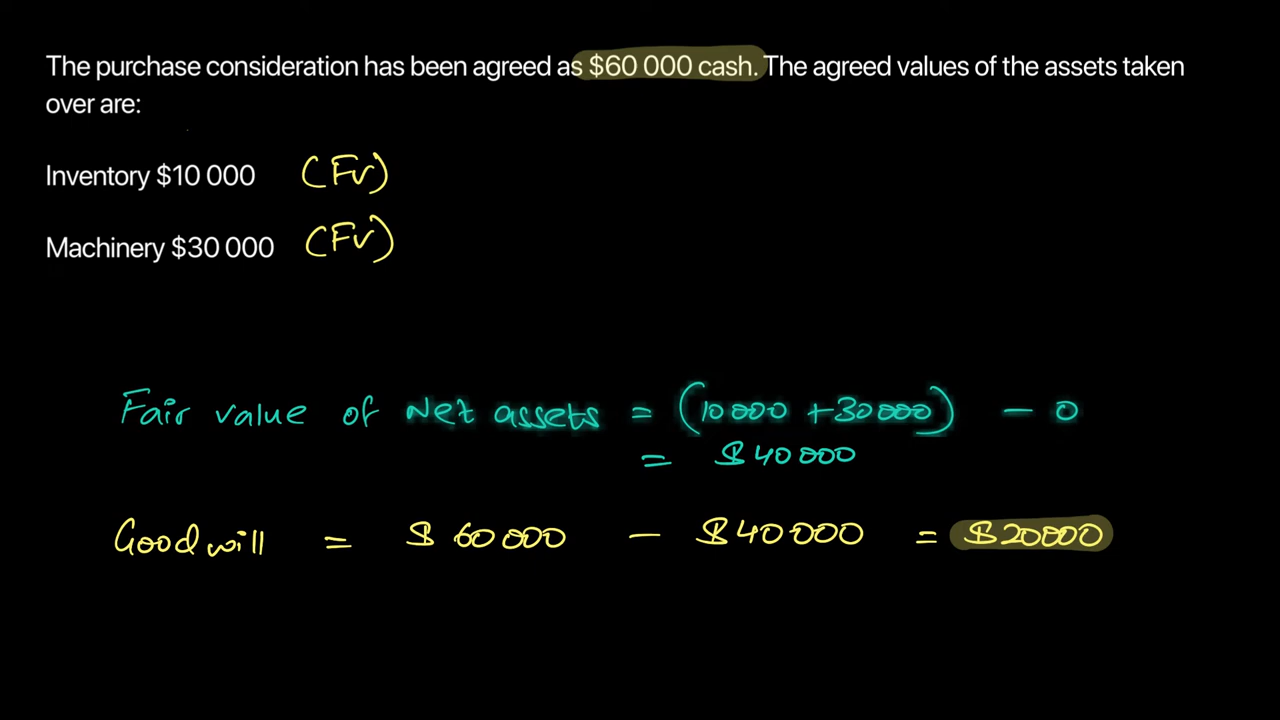 The purchase consideration has been agreed as $60 000 cash. The agreed values of the assets taken
over are:
Inventory $10 000 (FV)
Machinery $30 000 (FV)
Fair value of Net assets = (10000 + 30000) - 0
= $40000
Goodwill = $60000 - $40000 = $20000